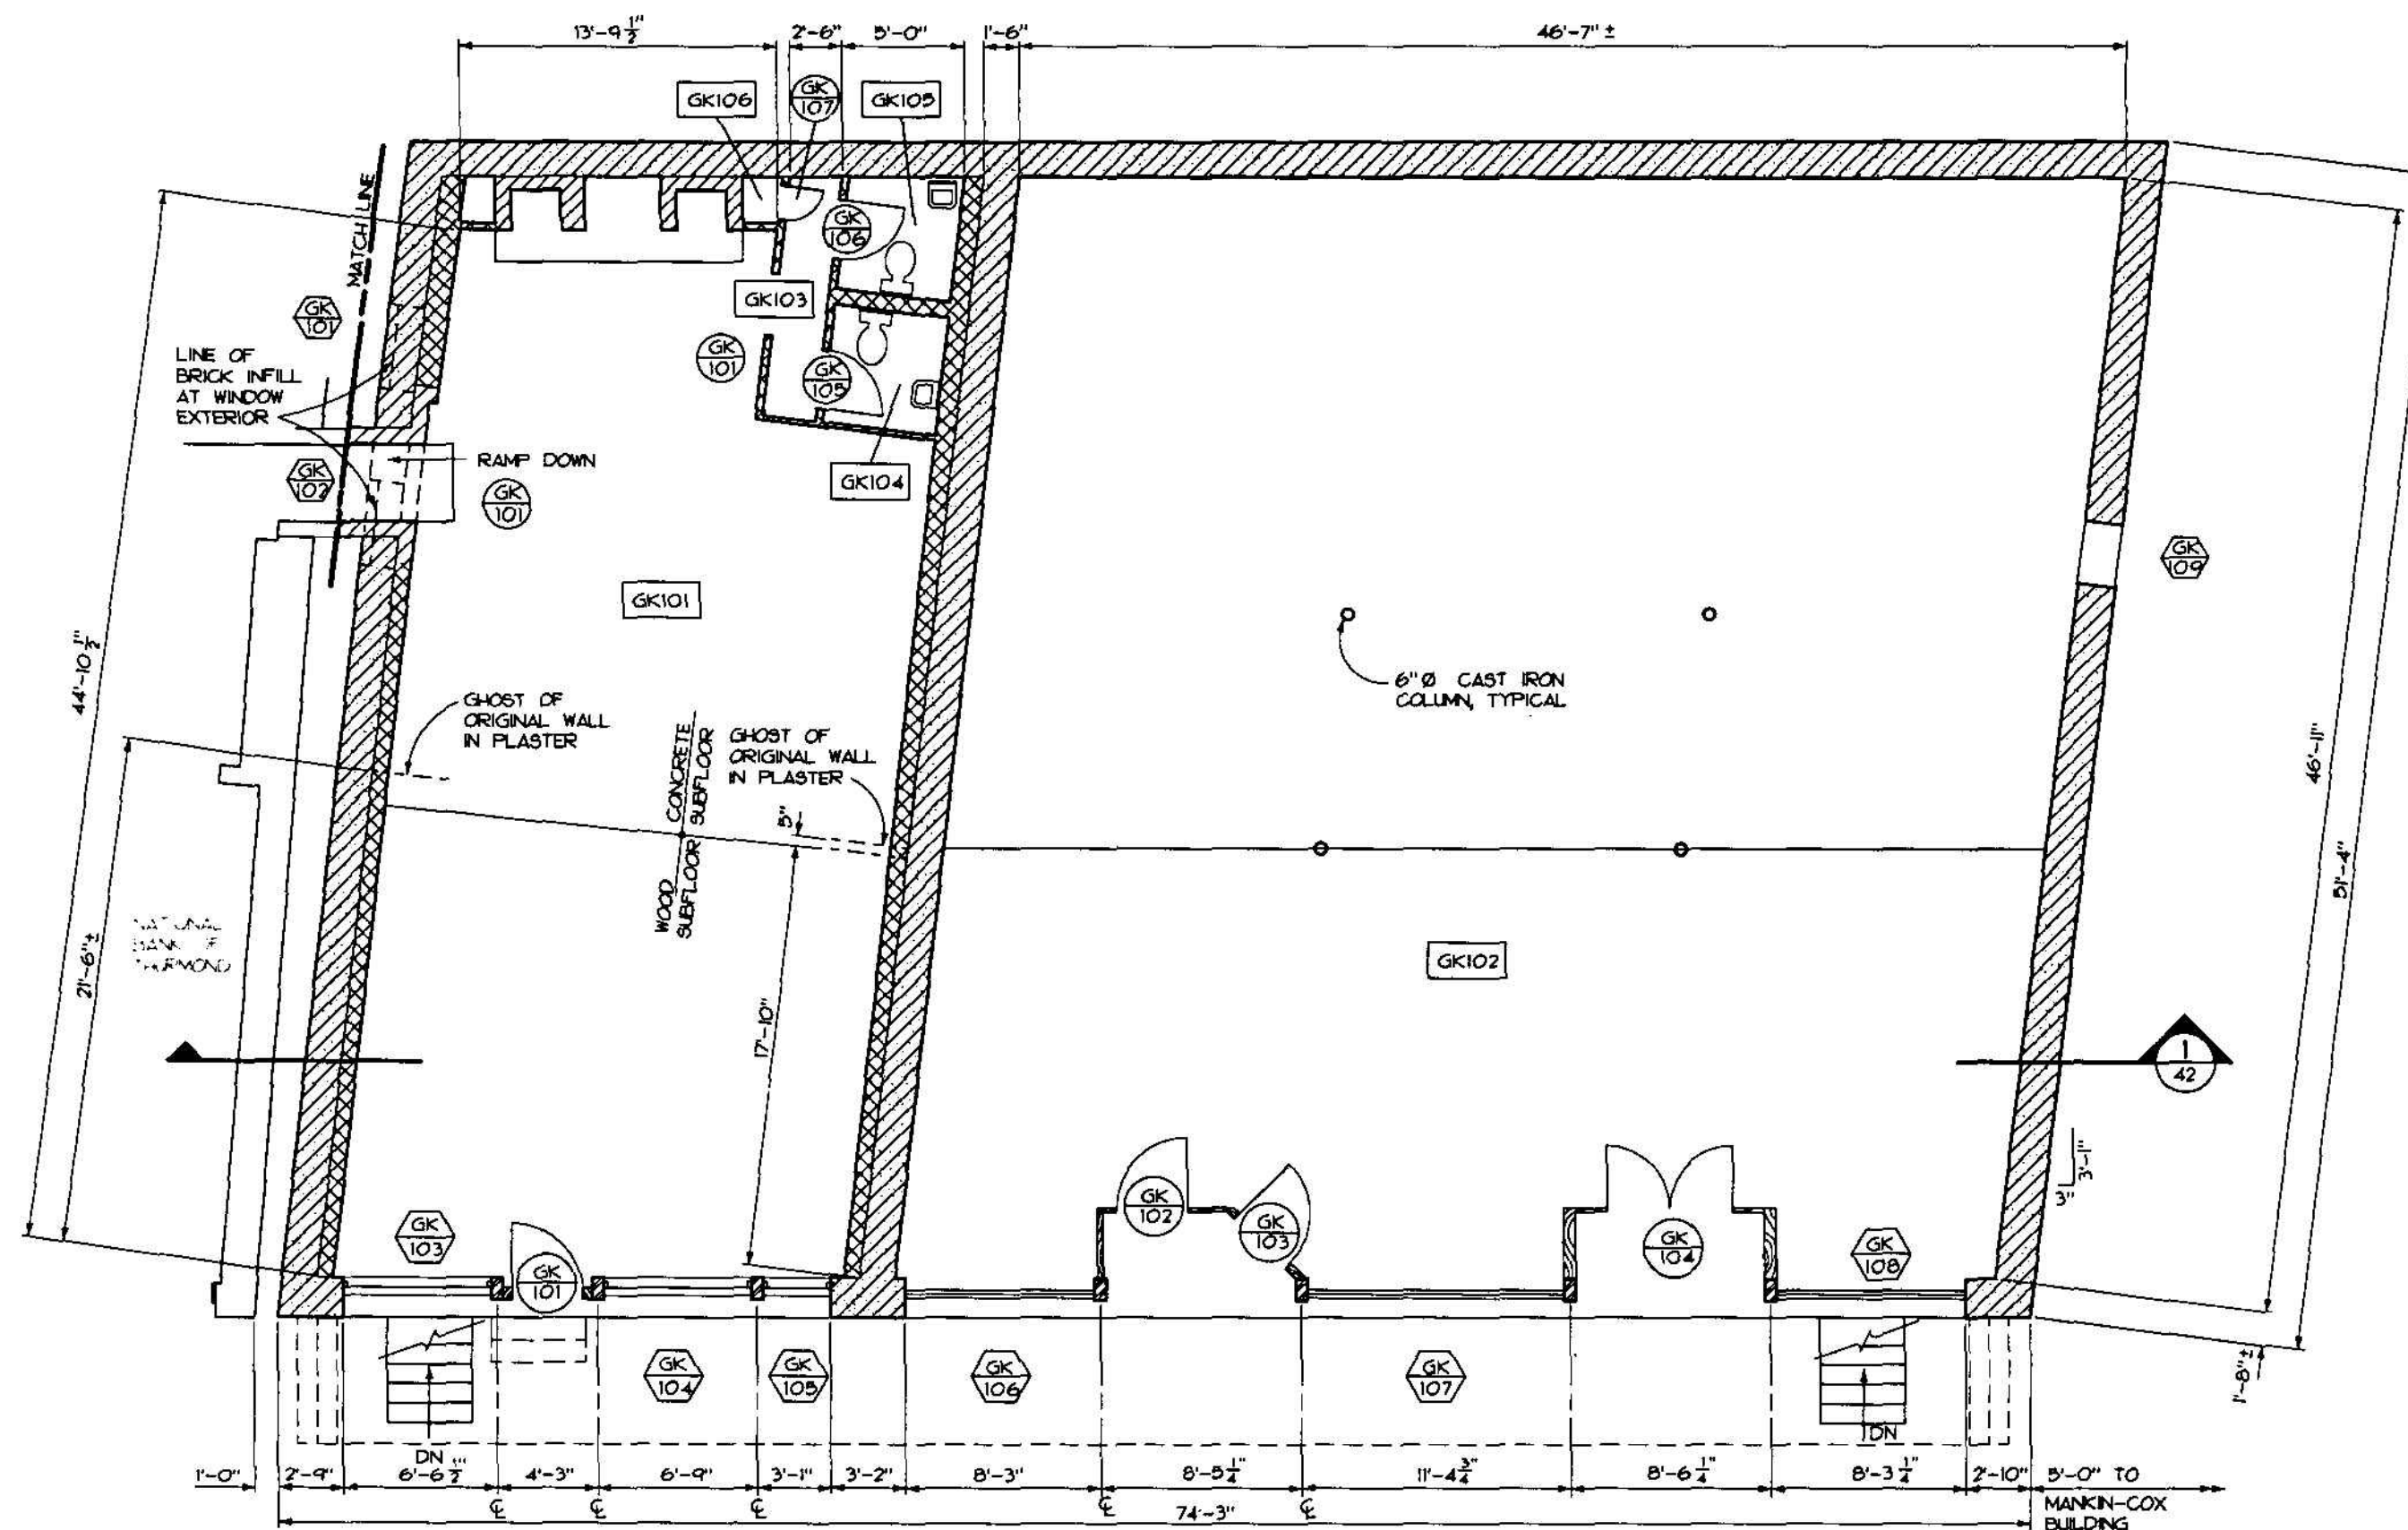 13'-9 1/2"
2'-6"
5'-0"
1'-6"
46'-7" ±
GK106
GK
107
GK105
MATCH LINE
GK
106
GK103
GK
101
GK
101
LINE OF
BRICK INFILL
AT WINDOW
EXTERIOR
GK
105
RAMP DOWN
GK
102
GK
101
GK104
GK
109
GK101
44'-10 1/2"
6"Ø CAST IRON
COLUMN, TYPICAL
GHOST OF
ORIGINAL WALL
IN PLASTER
GHOST OF
ORIGINAL WALL
IN PLASTER
CONCRETE
SUBFLOOR
WOOD
SUBFLOOR
5"
46'-11"
51'-4"
NATIONAL
BANK OF
THURMOND
21'-6"±
GK102
17'-10"
1
42
3'-1"
3"
GK
102
GK
103
GK
103
GK
104
GK
108
GK
101
GK
104
GK
105
GK
106
GK
107
1'-8"±
DN
DN
1'-0"
2'-9"
6'-6 1/2"
4'-3"
6'-9"
3'-1"
3'-2"
8'-3"
8'-5 1/4"
11'-4 3/4"
8'-6 1/4"
8'-3 1/4"
2'-10"
5'-0" TO
MANKIN-COX
BUILDING
℄
℄
℄
℄
℄
74'-3"